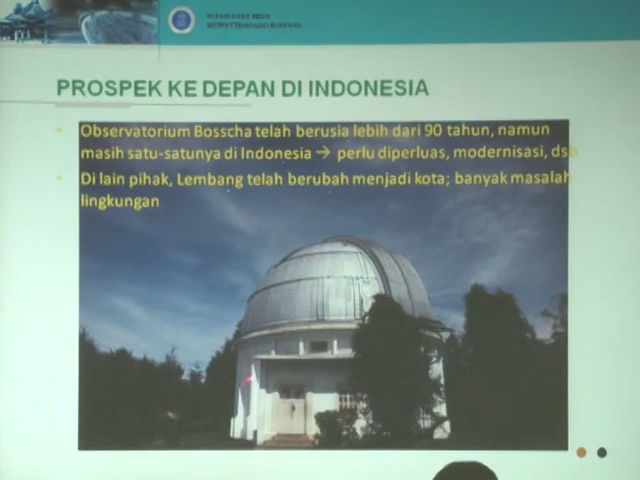 PROSPEK KE DEPAN DI INDONESIA
Observatorium Bosscha telah berusia lebih dari 90 tahun, namun
masih satu-satunya di Indonesia → perlu diperluas, modernisasi, dsb
Di lain pihak, Lembang telah berubah menjadi kota; banyak masalah
lingkungan